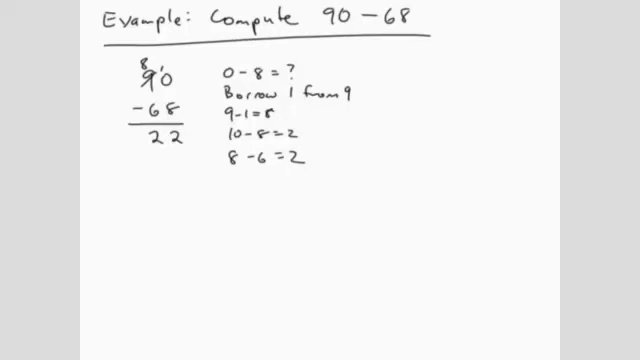 Example: Compute 90 - 68
8 1
90 0 - 8 = ?
- 68 Borrow 1 from 9
22 9 - 1 = 8
10 - 8 = 2
8 - 6 = 2